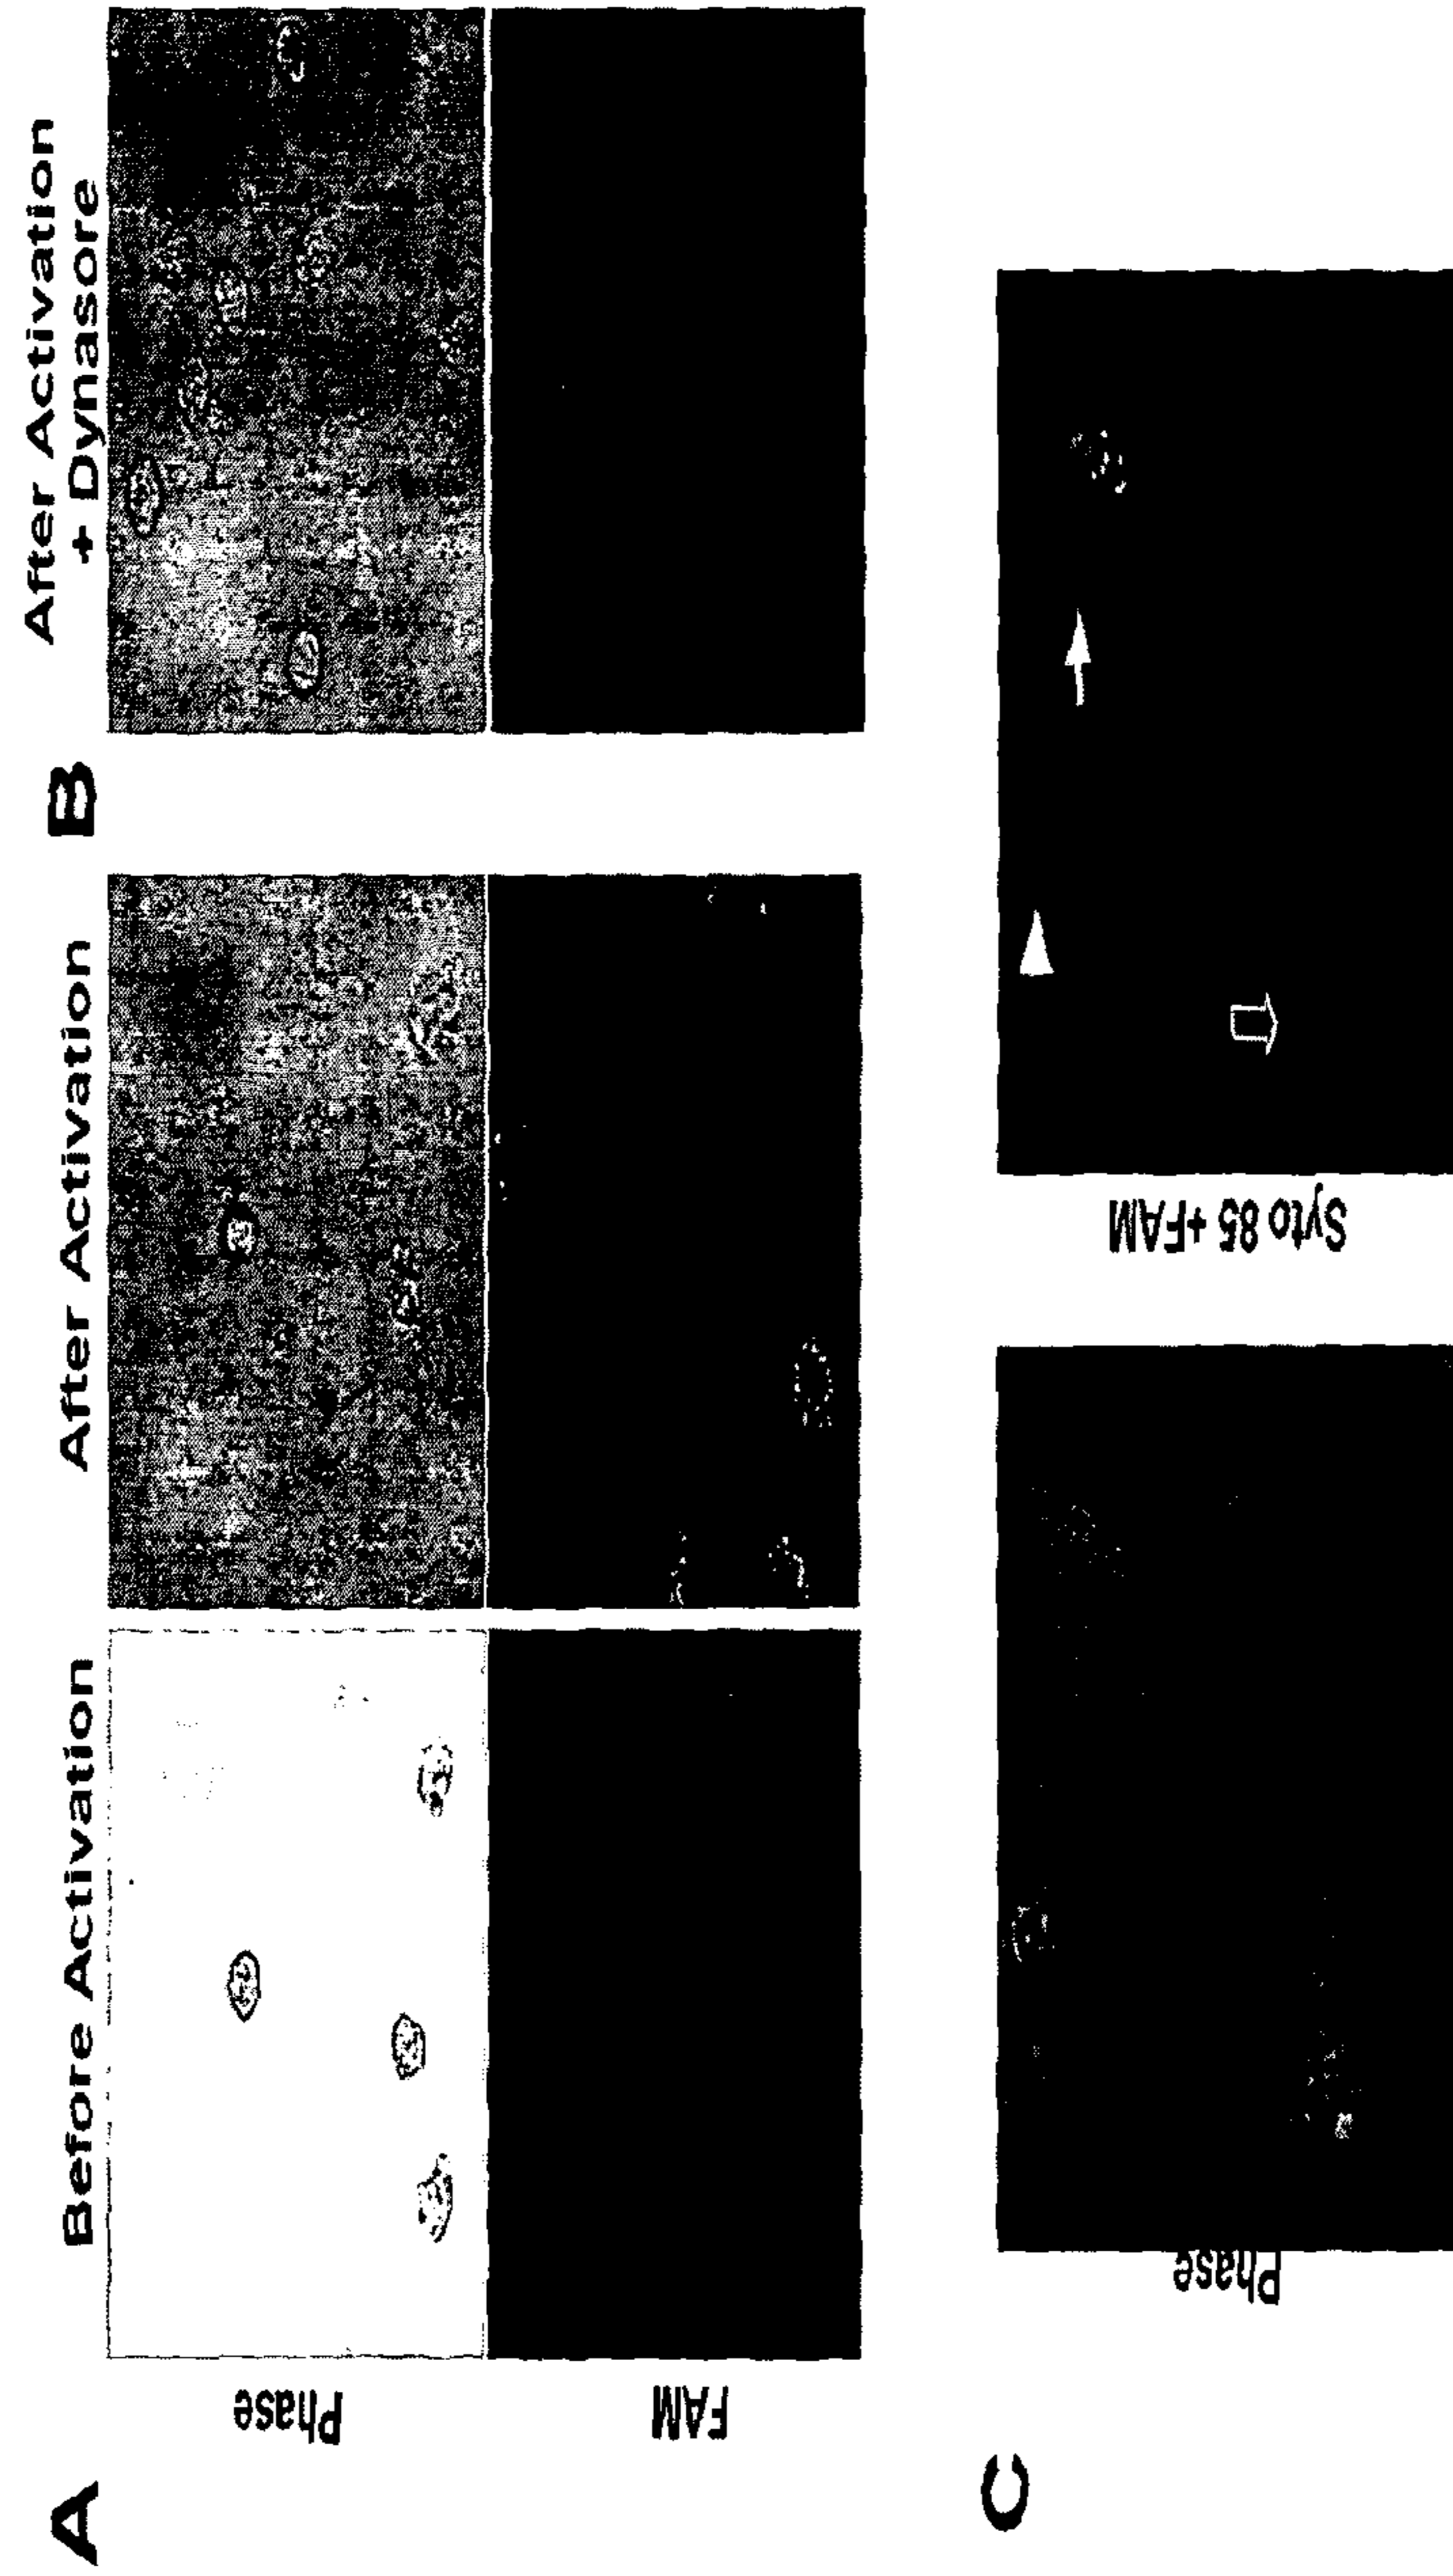 A
Before Activation
After Activation
B
After Activation
+ Dynasore
Phase
FAM
C
Phase
Syto 85 +FAM